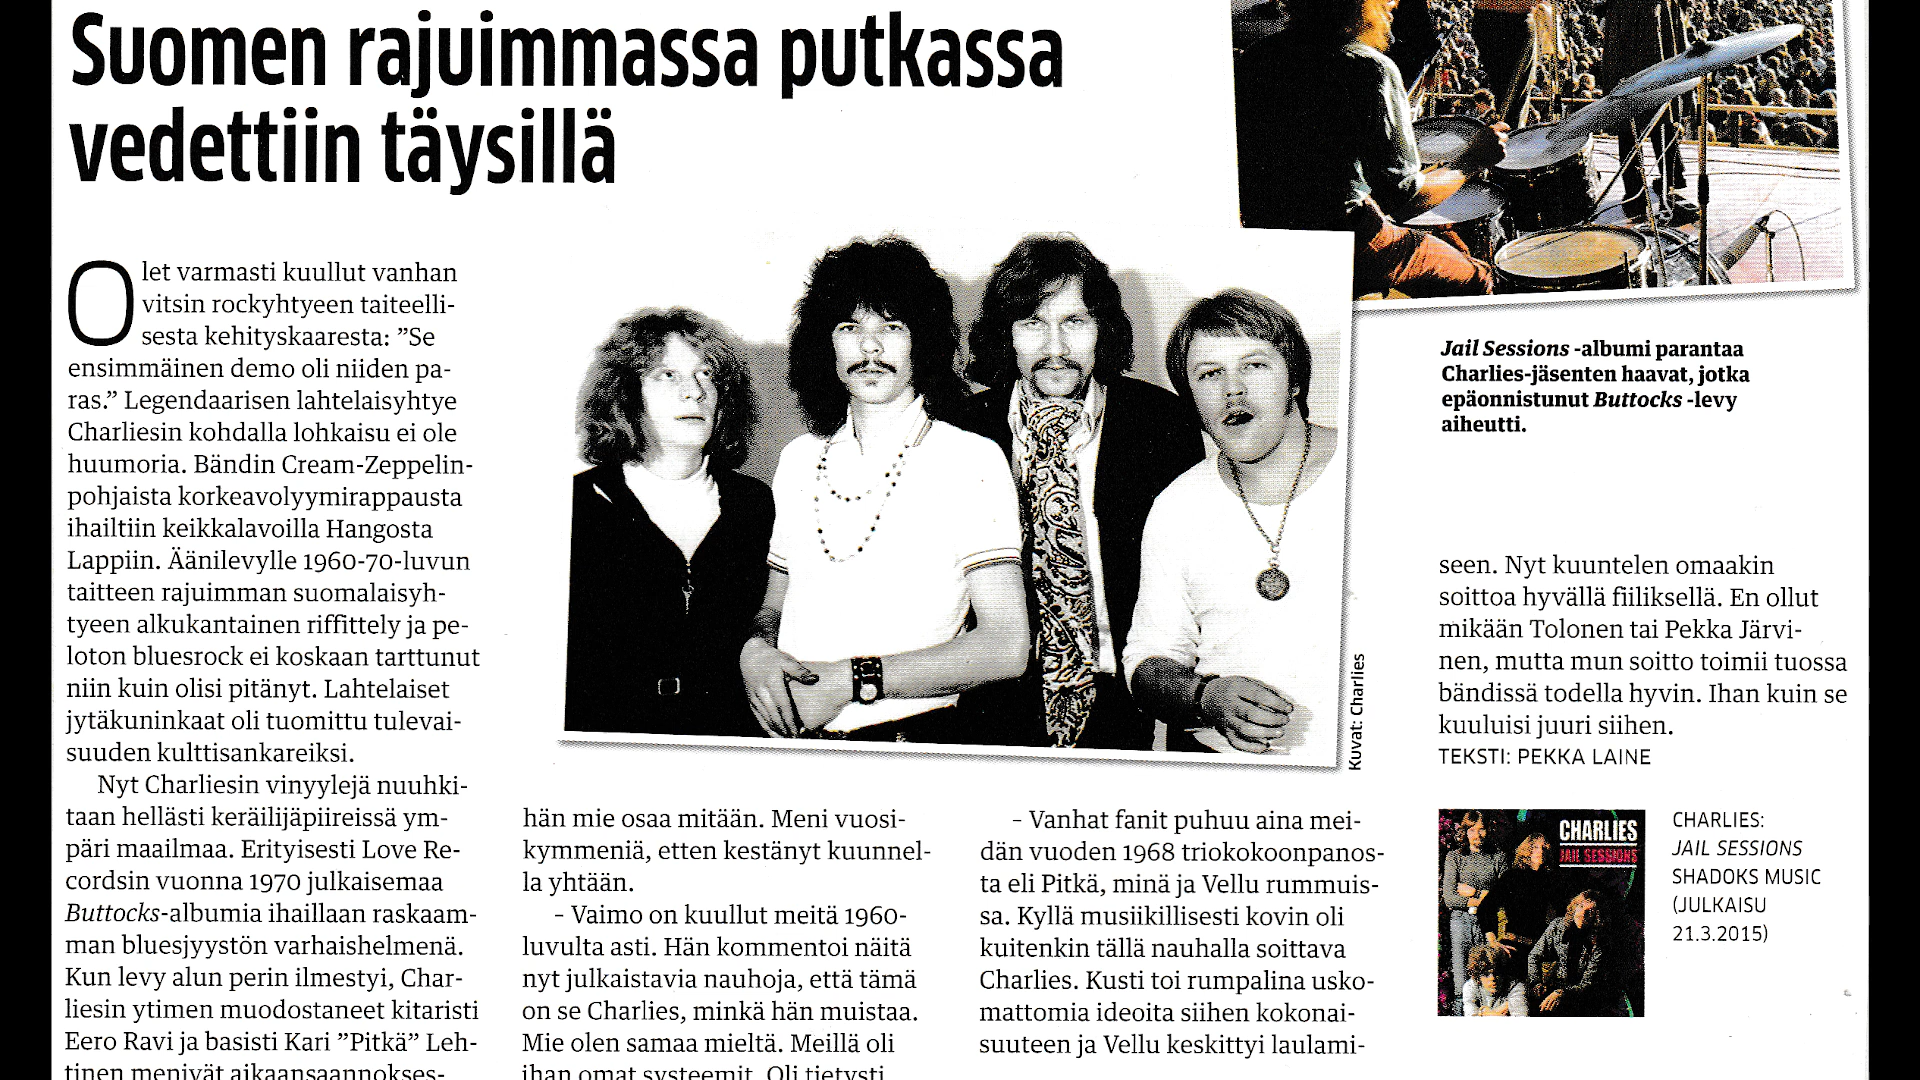 Suomen rajuimmassa putkassa
vedettiin täysillä
Olet varmasti kuullut vanhan
vitsin rockyhtyeen taiteelli-
sesta kehityskaaresta: ”Se
ensimmäinen demo oli niiden pa-
ras.” Legendaarisen lahtelaisyhtye
Charliesin kohdalla lohkaisu ei ole
huumoria. Bändin Cream-Zeppelin-
pohjaista korkeavolyymirappausta
ihailtiin keikkalavoilla Hangosta
Lappiin. Äänilevylle 1960-70-luvun
taitteen rajuimman suomalaisyh-
tyeen alkukantainen riffittely ja pe-
loton bluesrock ei koskaan tarttunut
niin kuin olisi pitänyt. Lahtelaiset
jytäkuninkaat oli tuomittu tulevai-
suuden kulttisankareiksi.
Nyt Charliesin vinyylejä nuuhki-
taan hellästi keräilijäpiireissä ym-
päri maailmaa. Erityisesti Love Re-
cordsin vuonna 1970 julkaisemaa
Buttocks-albumia ihaillaan raskaam-
man bluesjyystön varhaishelmenä.
Kun levy alun perin ilmestyi, Char-
liesin ytimen muodostaneet kitaristi
Eero Ravi ja basisti Kari ”Pitkä” Leh-
tinen menivät aikaansaannokses-
hän mie osaa mitään. Meni vuosi-
kymmeniä, etten kestänyt kuunnel-
la yhtään.
– Vaimo on kuullut meitä 1960-
luvulta asti. Hän kommentoi näitä
nyt julkaistavia nauhoja, että tämä
on se Charlies, minkä hän muistaa.
Mie olen samaa mieltä. Meillä oli
ihan omat systeemit. Oli tietysti
– Vanhat fanit puhuu aina mei-
dän vuoden 1968 triokokoonpanos-
ta eli Pitkä, minä ja Vellu rummuis-
sa. Kyllä musiikillisesti kovin oli
kuitenkin tällä nauhalla soittava
Charlies. Kusti toi rumpalina usko-
mattomia ideoita siihen kokonai-
suuteen ja Vellu keskittyi laulami-
Kuvat: Charlies
Jail Sessions -albumi parantaa
Charlies-jäsenten haavat, jotka
epäonnistunut Buttocks -levy
aiheutti.
seen. Nyt kuuntelen omaakin
soittoa hyvällä fiiliksellä. En ollut
mikään Tolonen tai Pekka Järvi-
nen, mutta mun soitto toimii tuossa
bändissä todella hyvin. Ihan kuin se
kuuluisi juuri siihen.
TEKSTI: PEKKA LAINE
CHARLIES
JAIL SESSIONS
CHARLIES:
JAIL SESSIONS
SHADOKS MUSIC
(JULKAISU
21.3.2015)